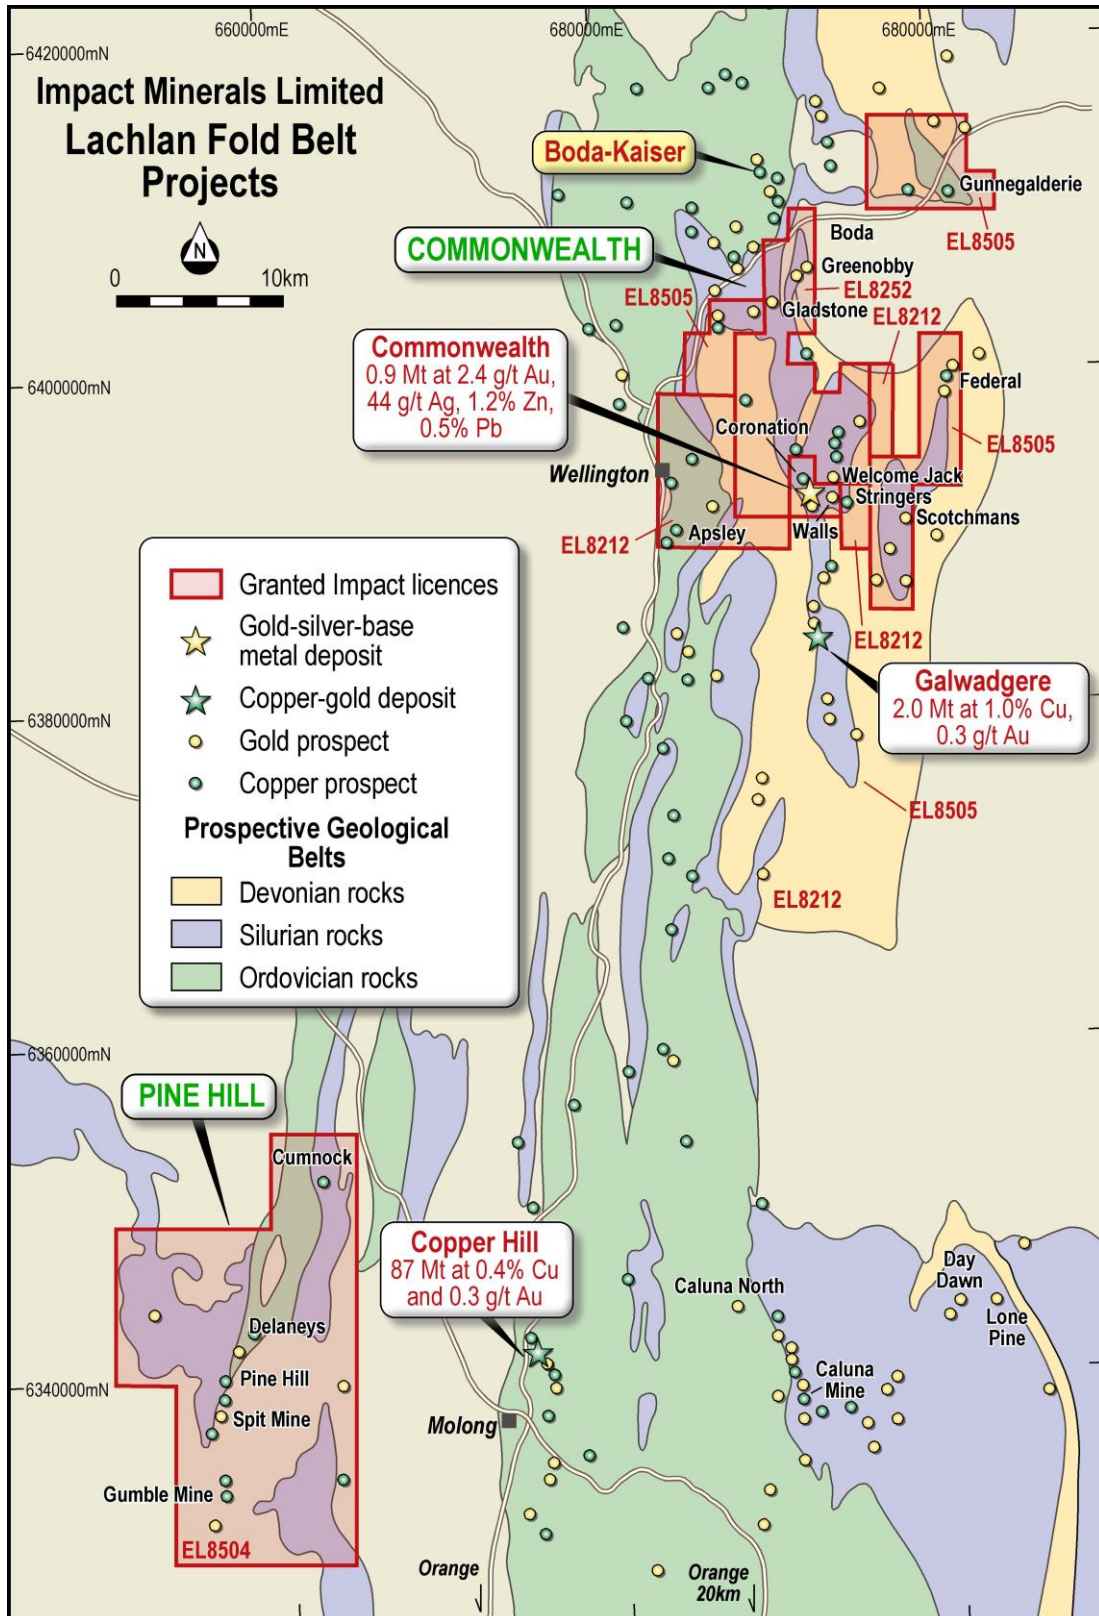 660000mE
680000mE
680000mE
6420000mN
Impact Minerals Limited
Lachlan Fold Belt
Projects
N
0
10km
Boda-Kaiser
Gunnegalderie
EL8505
COMMONWEALTH
Boda
Greenobby
EL8252
EL8505
Gladstone
EL8212
Commonwealth
0.9 Mt at 2.4 g/t Au,
44 g/t Ag, 1.2% Zn,
0.5% Pb
6400000mN
Federal
Coronation
EL8505
Wellington
Welcome Jack
Stringers
Scotchmans
Walls
Apsley
EL8212
EL8212
Granted Impact licences
Gold-silver-base
metal deposit
Copper-gold deposit
Gold prospect
Copper prospect
Prospective Geological
Belts
Devonian rocks
Silurian rocks
Ordovician rocks
Galwadgere
2.0 Mt at 1.0% Cu,
0.3 g/t Au
6380000mN
EL8505
EL8212
6360000mN
PINE HILL
Cumnock
Copper Hill
87 Mt at 0.4% Cu
and 0.3 g/t Au
Caluna North
Day
Dawn
Lone
Pine
Delaneys
Pine Hill
6340000mN
Caluna
Mine
Spit Mine
Molong
Gumble Mine
EL8504
Orange
Orange
20km